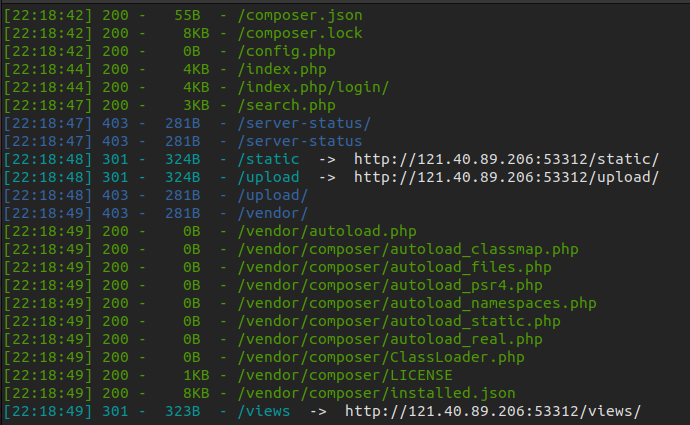 [22:18:42] 200 -   55B  - /composer.json
[22:18:42] 200 -    8KB - /composer.lock
[22:18:42] 200 -    0B  - /config.php
[22:18:44] 200 -    4KB - /index.php
[22:18:44] 200 -    4KB - /index.php/login/
[22:18:47] 200 -    3KB - /search.php
[22:18:47] 403 -  281B  - /server-status/
[22:18:47] 403 -  281B  - /server-status
[22:18:48] 301 -  324B  - /static  ->  http://121.40.89.206:53312/static/
[22:18:48] 301 -  324B  - /upload  ->  http://121.40.89.206:53312/upload/
[22:18:48] 403 -  281B  - /upload/
[22:18:49] 403 -  281B  - /vendor/
[22:18:49] 200 -    0B  - /vendor/autoload.php
[22:18:49] 200 -    0B  - /vendor/composer/autoload_classmap.php
[22:18:49] 200 -    0B  - /vendor/composer/autoload_files.php
[22:18:49] 200 -    0B  - /vendor/composer/autoload_psr4.php
[22:18:49] 200 -    0B  - /vendor/composer/autoload_namespaces.php
[22:18:49] 200 -    0B  - /vendor/composer/autoload_static.php
[22:18:49] 200 -    0B  - /vendor/composer/autoload_real.php
[22:18:49] 200 -    0B  - /vendor/composer/ClassLoader.php
[22:18:49] 200 -    1KB - /vendor/composer/LICENSE
[22:18:49] 200 -    8KB - /vendor/composer/installed.json
[22:18:49] 301 -  323B  - /views  ->  http://121.40.89.206:53312/views/